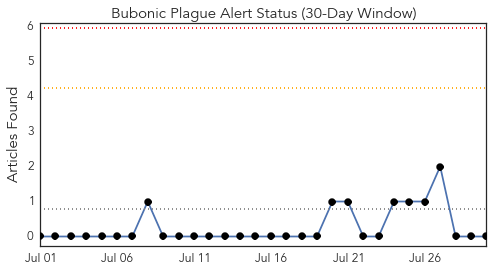 Bubonic Plague Alert Status (30-Day Window)
Articles Found
6
5
4
3
2
1
0
Jul 01 Jul 06 Jul 11 Jul 16 Jul 21 Jul 26